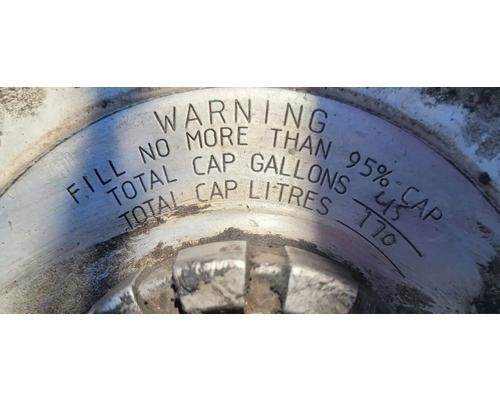 WARNING
FILL NO MORE THAN 95% CAP
TOTAL CAP GALLONS 45
TOTAL CAP LITRES 170